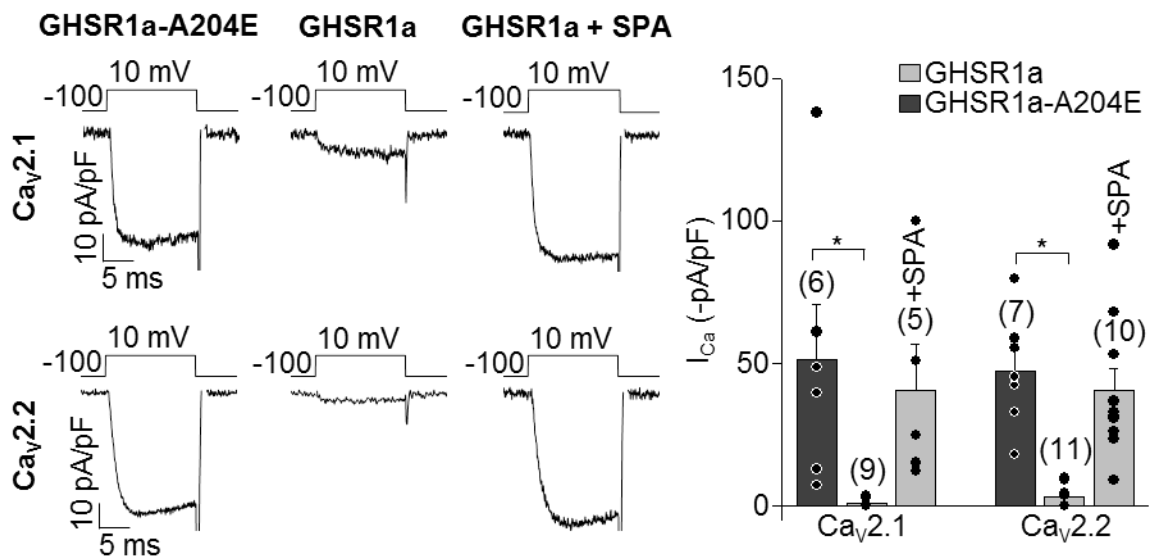 GHSR1a-A204E GHSR1a GHSR1a + SPA
10 mV 10 mV 10 mV
-100 -100 -100
Cav2.1
10 pA/pF
5 ms
10 mV 10 mV 10 mV
-100 -100 -100
Cav2.2
10 pA/pF
5 ms
GHSR1a
GHSR1a-A204E
ICa (-pA/pF)
150
100
50
0
* *
(6) (9) (5) (7) (11) (10)
+SPA +SPA
Cav2.1 Cav2.2